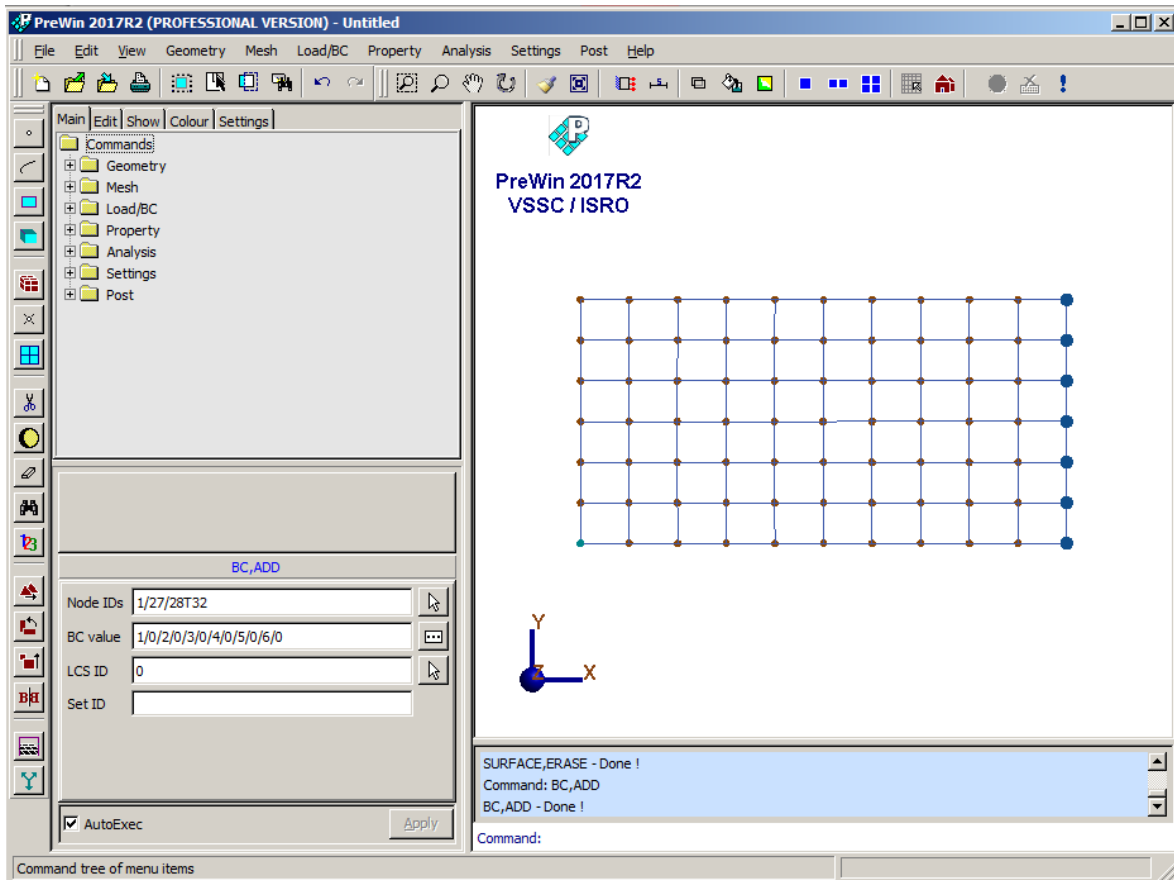 PreWin 2017R2 (PROFESSIONAL VERSION) - Untitled
File Edit View Geometry Mesh Load/BC Property Analysis Settings Post Help
Main Edit Show Colour Settings
Commands
Geometry
Mesh
Load/BC
Property
Analysis
Settings
Post
BC,ADD
Node IDs 1/27/28T32
BC value 1/0/2/0/3/0/4/0/5/0/6/0
LCS ID 0
Set ID
AutoExec Apply
PreWin 2017R2
VSSC / ISRO
Y
Z X
SURFACE,ERASE - Done !
Command: BC,ADD
BC,ADD - Done !
Command:
Command tree of menu items